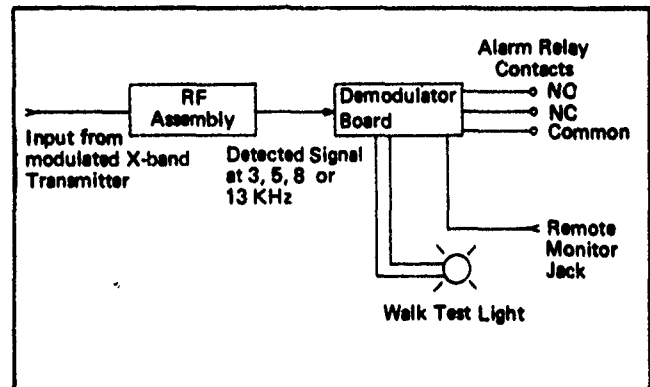 Alarm Relay
Contacts
NO
NC
Common
RF
Assembly
Demodulator
Board
Input from
modulated X-band
Transmitter
Detected Signal
at 3, 5, 8 or
13 KHz
Remote
Monitor
Jack
Walk Test Light